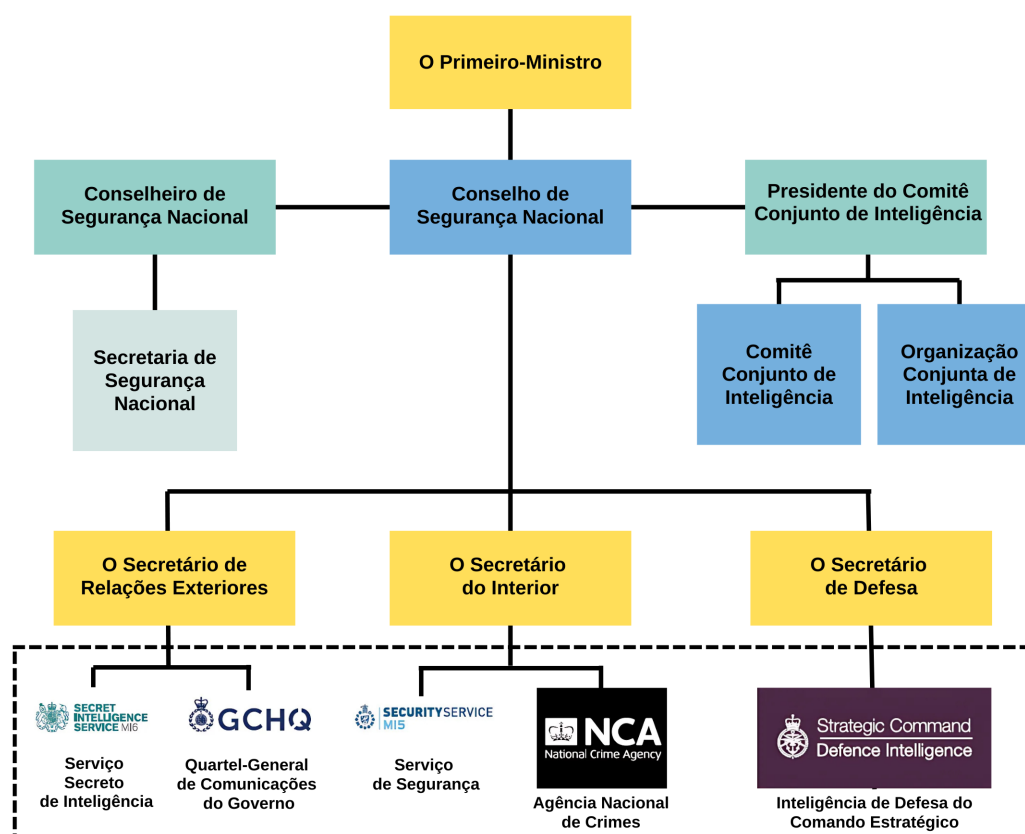 O Primeiro-Ministro
Conselheiro de
Segurança Nacional
Conselho de
Segurança Nacional
Presidente do Comitê
Conjunto de Inteligência
Secretaria de
Segurança
Nacional
Comitê
Conjunto de
Inteligência
Organização
Conjunta de
Inteligência
O Secretário de
Relações Exteriores
O Secretário
do Interior
O Secretário
de Defesa
SECRET
INTELLIGENCE
SERVICE MI6
GCHQ
SECURITY SERVICE
MI5
NCA
National Crime Agency
Strategic Command
Defence Intelligence
Serviço
Secreto
de Inteligência
Quartel-General
de Comunicações
do Governo
Serviço
de Segurança
Agência Nacional
de Crimes
Inteligência de Defesa do
Comando Estratégico